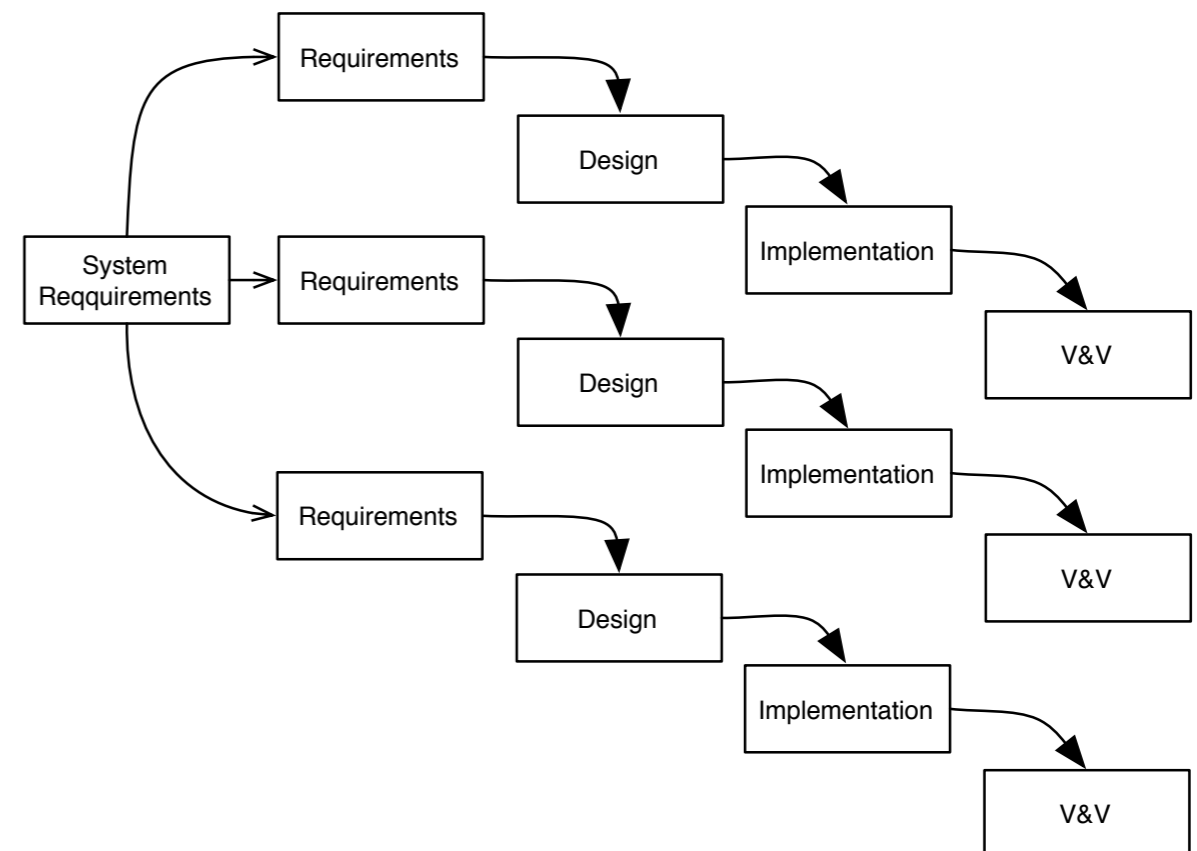 Requirements
Design
Implementation
V&V
System
Reqquirements
Requirements
Design
Implementation
V&V
Requirements
Design
Implementation
V&V